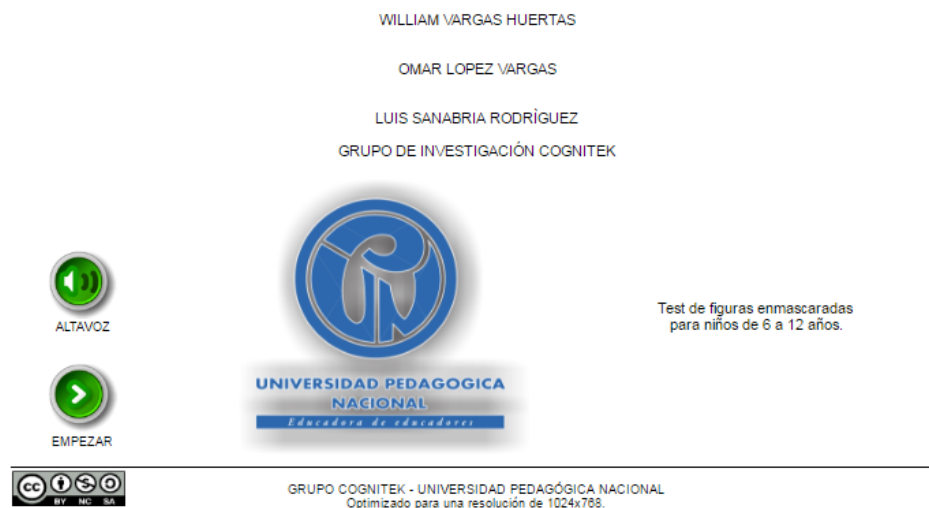 WILLIAM VARGAS HUERTAS
OMAR LOPEZ VARGAS
LUIS SANABRIA RODRÌGUEZ
GRUPO DE INVESTIGACIÓN COGNITEK
ALTAVOZ
EMPEZAR
UNIVERSIDAD PEDAGOGICA
NACIONAL
Educadora de educadores
Test de figuras enmascaradas
para niños de 6 a 12 años.
cc BY NC SA
GRUPO COGNITEK - UNIVERSIDAD PEDAGÓGICA NACIONAL
Optimizado para una resolución de 1024x768.